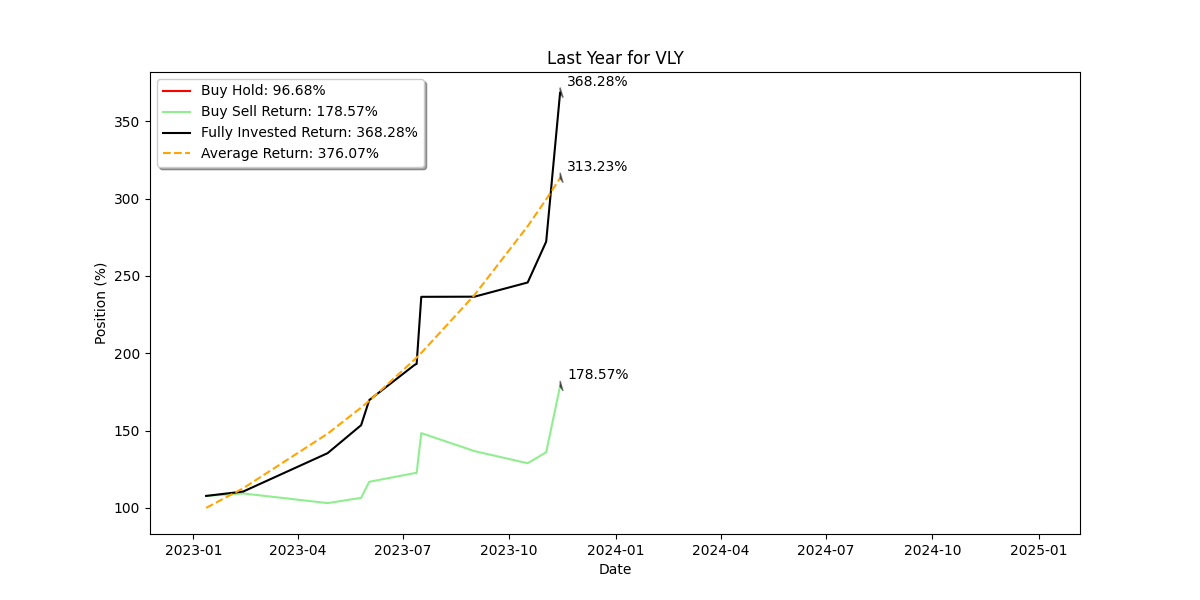 Last Year for VLY
368.28%
Buy Hold: 96.68%
Buy Sell Return: 178.57%
Fully Invested Return: 368.28%
Average Return: 376.07%
313.23%
178.57%
350
300
250
200
150
100
Position (%)
2023-01 2023-04 2023-07 2023-10 2024-01 2024-04 2024-07 2024-10 2025-01
Date